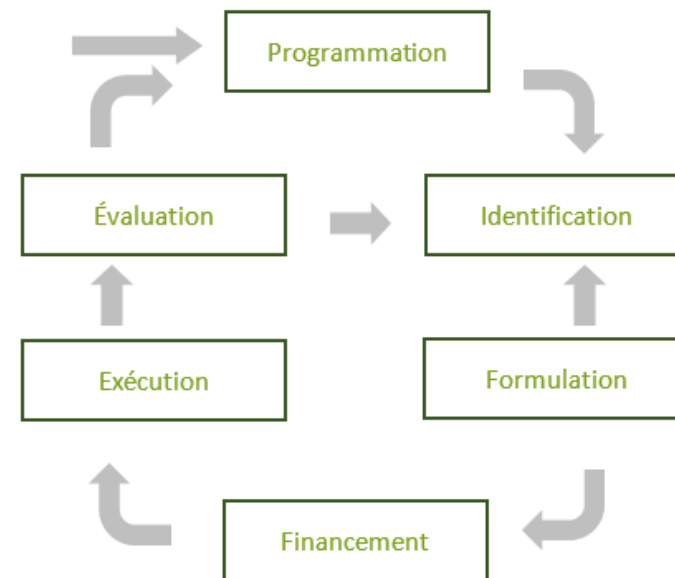 Programmation
Évaluation
Identification
Exécution
Formulation
Financement